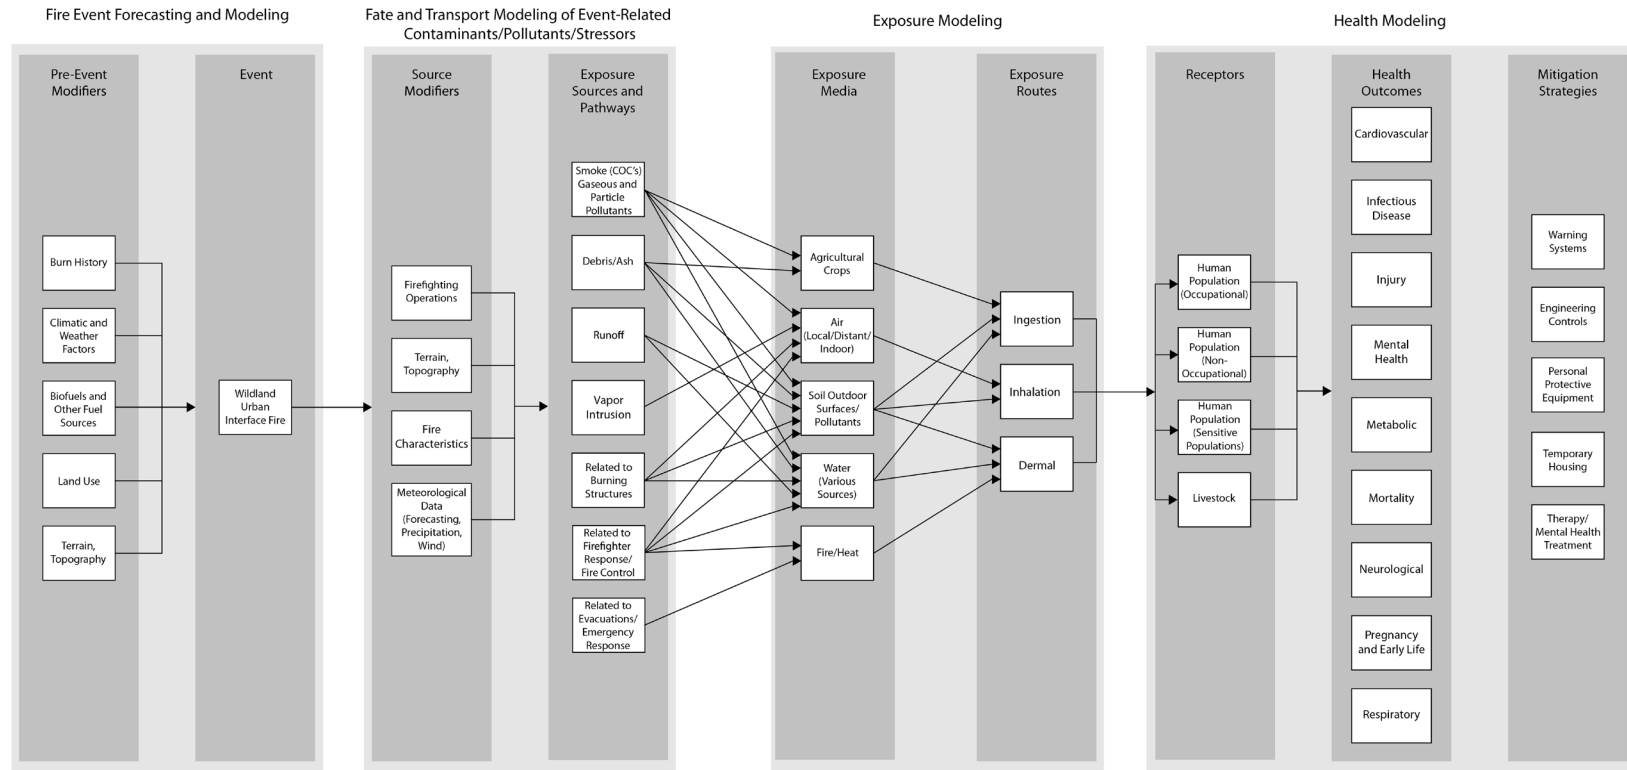 Fire Event Forecasting and Modeling
Pre-Event
Modifiers
Burn History
Climatic and
Weather
Factors
Biofuels and
Other Fuel
Sources
Land Use
Terrain,
Topography
Event
Wildland
Urban
Interface Fire
Fate and Transport Modeling of Event-Related
Contaminants/Pollutants/Stressors
Source
Modifiers
Firefighting
Operations
Terrain,
Topography
Fire
Characteristics
Meteorological
Data
(Forecasting,
Precipitation,
Wind)
Exposure
Sources and
Pathways
Smoke (COC's)
Gaseous and
Particle
Pollutants
Debris/Ash
Runoff
Vapor
Intrusion
Related to
Burning
Structures
Related to
Firefighter
Response/
Fire Control
Related to
Evacuations/
Emergency
Response
Exposure Modeling
Exposure
Media
Agricultural
Crops
Air
(Local/Distant/
Indoor)
Soil Outdoor
Surfaces/
Pollutants
Water
(Various
Sources)
Fire/Heat
Exposure
Routes
Ingestion
Inhalation
Dermal
Health Modeling
Receptors
Human
Population
(Occupational)
Human
Population
(Non-
Occupational)
Human
Population
(Sensitive
Populations)
Livestock
Health
Outcomes
Cardiovascular
Infectious
Disease
Injury
Mental
Health
Metabolic
Mortality
Neurological
Pregnancy
and Early Life
Respiratory
Mitigation
Strategies
Warning
Systems
Engineering
Controls
Personal
Protective
Equipment
Temporary
Housing
Therapy/
Mental Health
Treatment